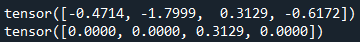 tensor([-0.4714, -1.7999,  0.3129, -0.6172])
tensor([0.0000, 0.0000, 0.3129, 0.0000])